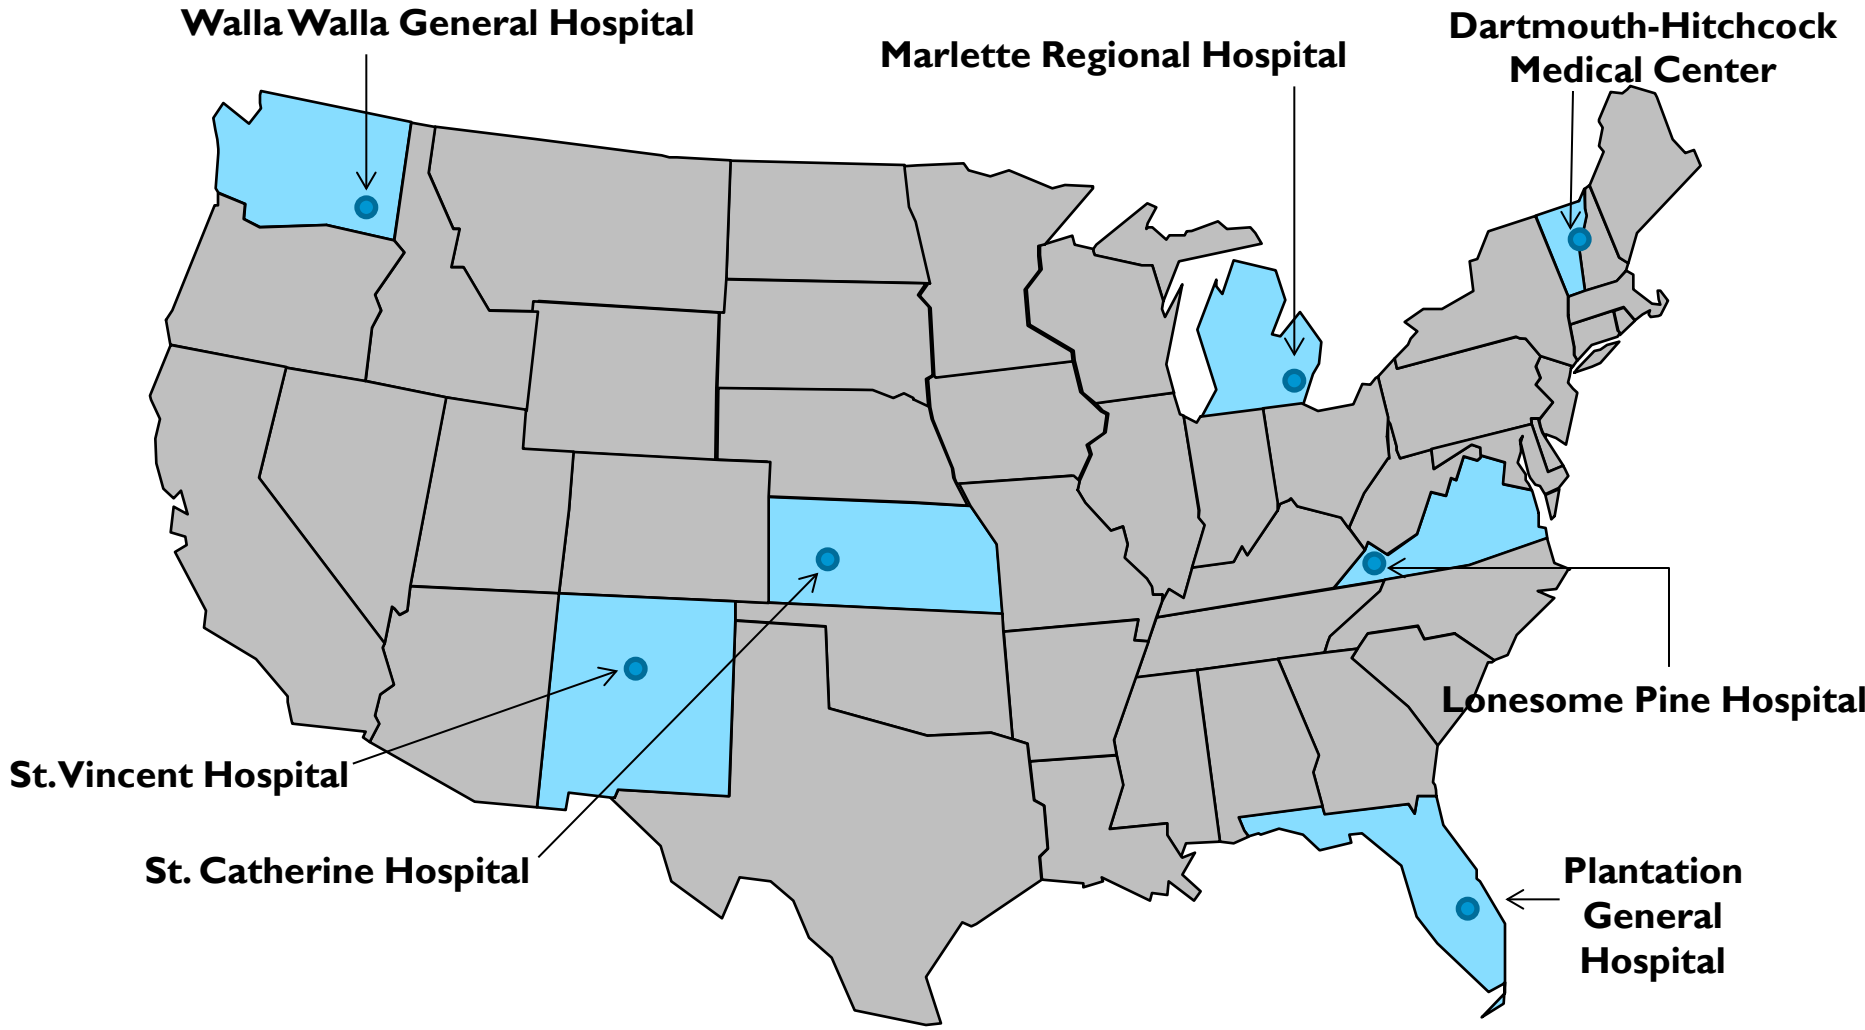 Walla Walla General Hospital
Marlette Regional Hospital
Dartmouth-Hitchcock
Medical Center
Lonesome Pine Hospital
St. Vincent Hospital
St. Catherine Hospital
Plantation
General
Hospital